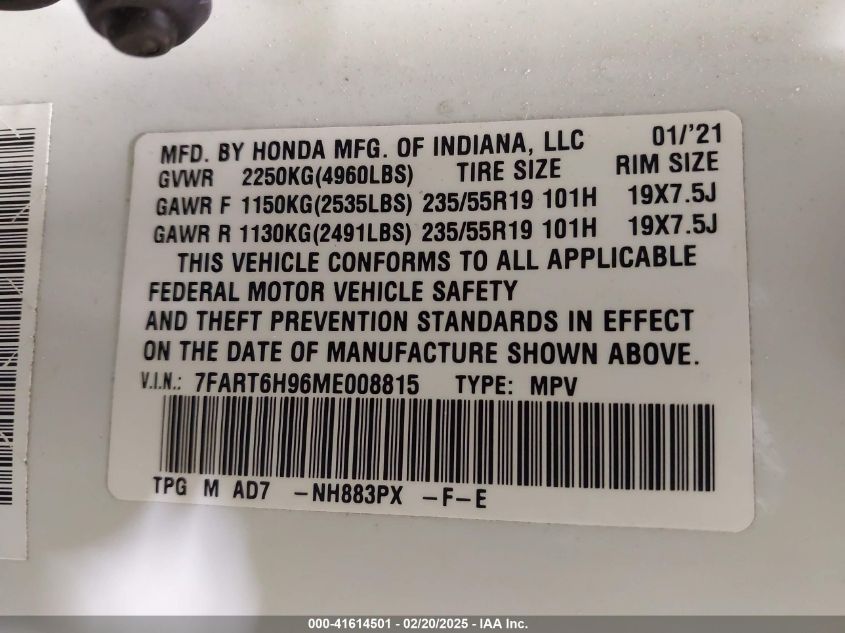 MFD. BY HONDA MFG. OF INDIANA, LLC 01/'21
GVWR 2250KG(4960LBS) TIRE SIZE RIM SIZE
GAWR F 1150KG(2535LBS) 235/55R19 101H 19X7.5J
GAWR R 1130KG(2491LBS) 235/55R19 101H 19X7.5J
THIS VEHICLE CONFORMS TO ALL APPLICABLE
FEDERAL MOTOR VEHICLE SAFETY
AND THEFT PREVENTION STANDARDS IN EFFECT
ON THE DATE OF MANUFACTURE SHOWN ABOVE.
V.I.N.: 7FART6H96ME008815 TYPE: MPV
TPG M AD7 -NH883PX -F-E
000-41614501 - 02/20/2025 - IAA Inc.